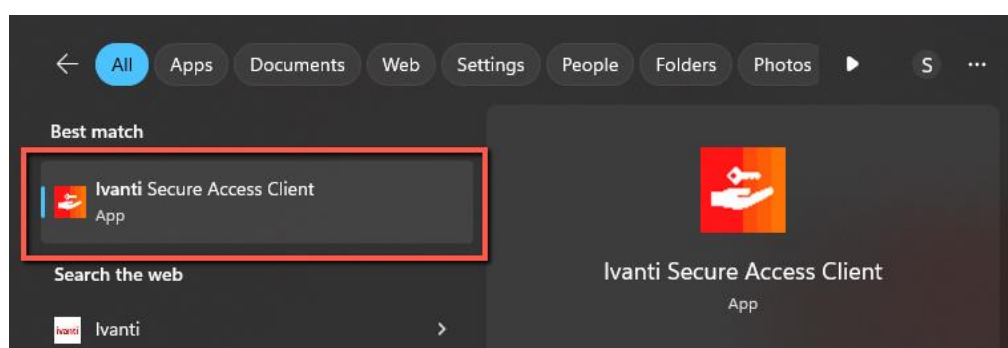 All Apps Documents Web Settings People Folders Photos S ...
Best match
Ivanti Secure Access Client
App
Search the web
ivanti Ivanti
Ivanti Secure Access Client
App